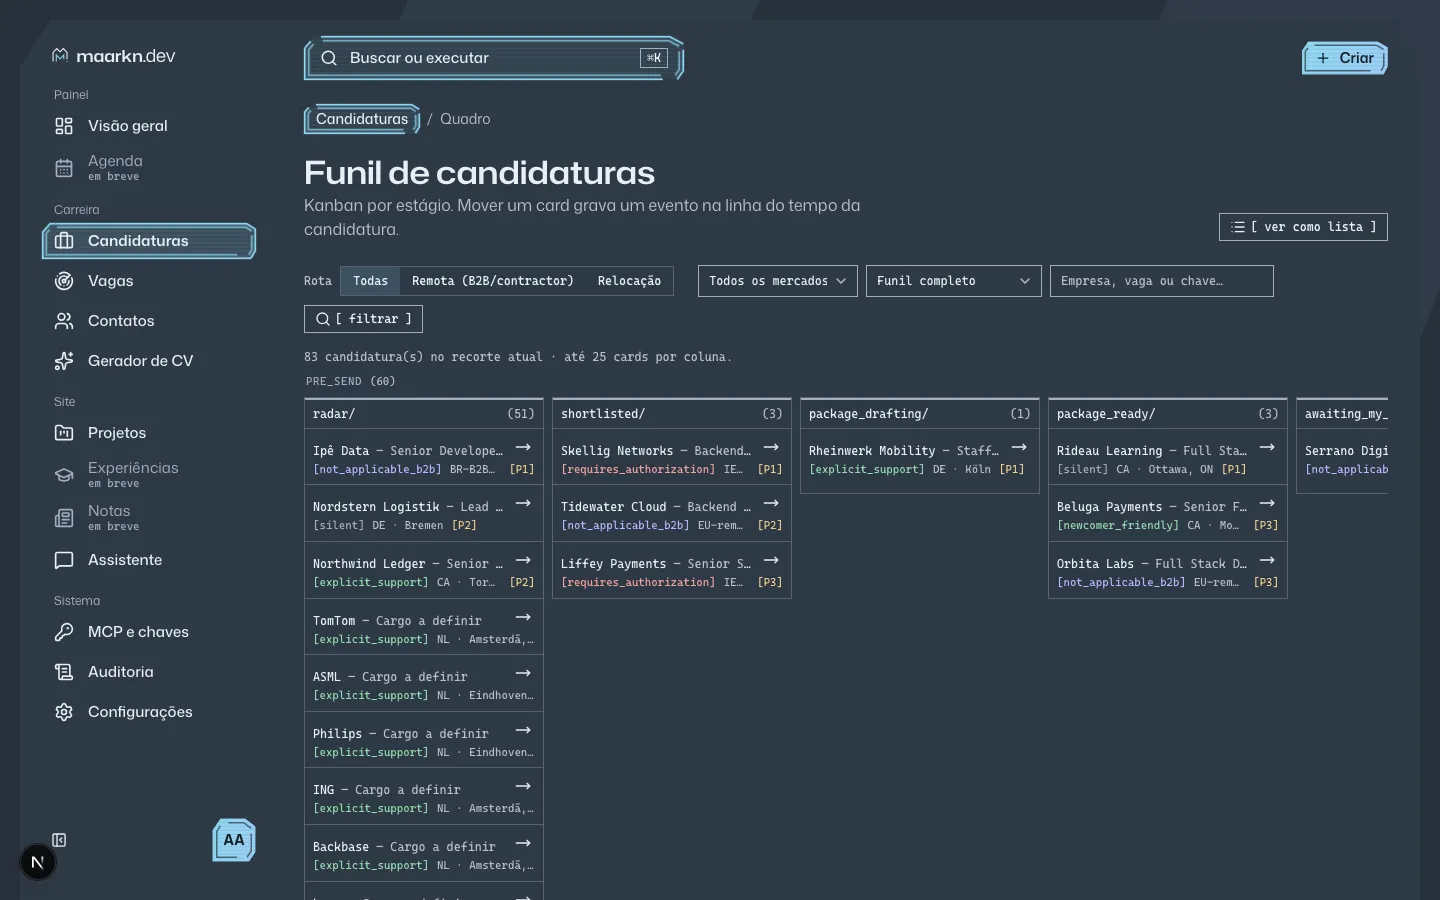 maarkn.dev
Buscar ou executar
⌘K
+ Criar
Painel
Visão geral
Agenda
em breve
Carreira
Candidaturas
Vagas
Contatos
Gerador de CV
Site
Projetos
Experiências
em breve
Notas
em breve
Assistente
Sistema
MCP e chaves
Auditoria
Configurações
AA
N
Candidaturas / Quadro
Funil de candidaturas
Kanban por estágio. Mover um card grava um evento na linha do tempo da
candidatura.
[ ver como lista ]
Rota Todas Remota (B2B/contractor) Relocação Todos os mercados Funil completo Empresa, vaga ou chave…
[ filtrar ]
83 candidatura(s) no recorte atual · até 25 cards por coluna.
PRE_SEND (60)
radar/ (51)
Ipê Data — Senior Develope… →
[not_applicable_b2b] BR-B2B… [P1]
Nordstern Logistik — Lead … →
[silent] DE · Bremen [P2]
Northwind Ledger — Senior … →
[explicit_support] CA · Tor… [P2]
TomTom — Cargo a definir →
[explicit_support] NL · Amsterdã,…
ASML — Cargo a definir →
[explicit_support] NL · Eindhoven…
Philips — Cargo a definir →
[explicit_support] NL · Eindhoven…
ING — Cargo a definir →
[explicit_support] NL · Amsterdã,…
Backbase — Cargo a definir →
[explicit_support] NL · Amsterdã,…
shortlisted/ (3)
Skellig Networks — Backend… →
[requires_authorization] IE… [P1]
Tidewater Cloud — Backend … →
[not_applicable_b2b] EU-rem… [P2]
Liffey Payments — Senior S… →
[requires_authorization] IE… [P3]
package_drafting/ (1)
Rheinwerk Mobility — Staff… →
[explicit_support] DE · Köln [P1]
package_ready/ (3)
Rideau Learning — Full Sta… →
[silent] CA · Ottawa, ON [P1]
Beluga Payments — Senior F… →
[newcomer_friendly] CA · Mo… [P3]
Orbita Labs — Full Stack D… →
[not_applicable_b2b] EU-rem… [P3]
awaiting_my_
Serrano Digi
[not_applicab